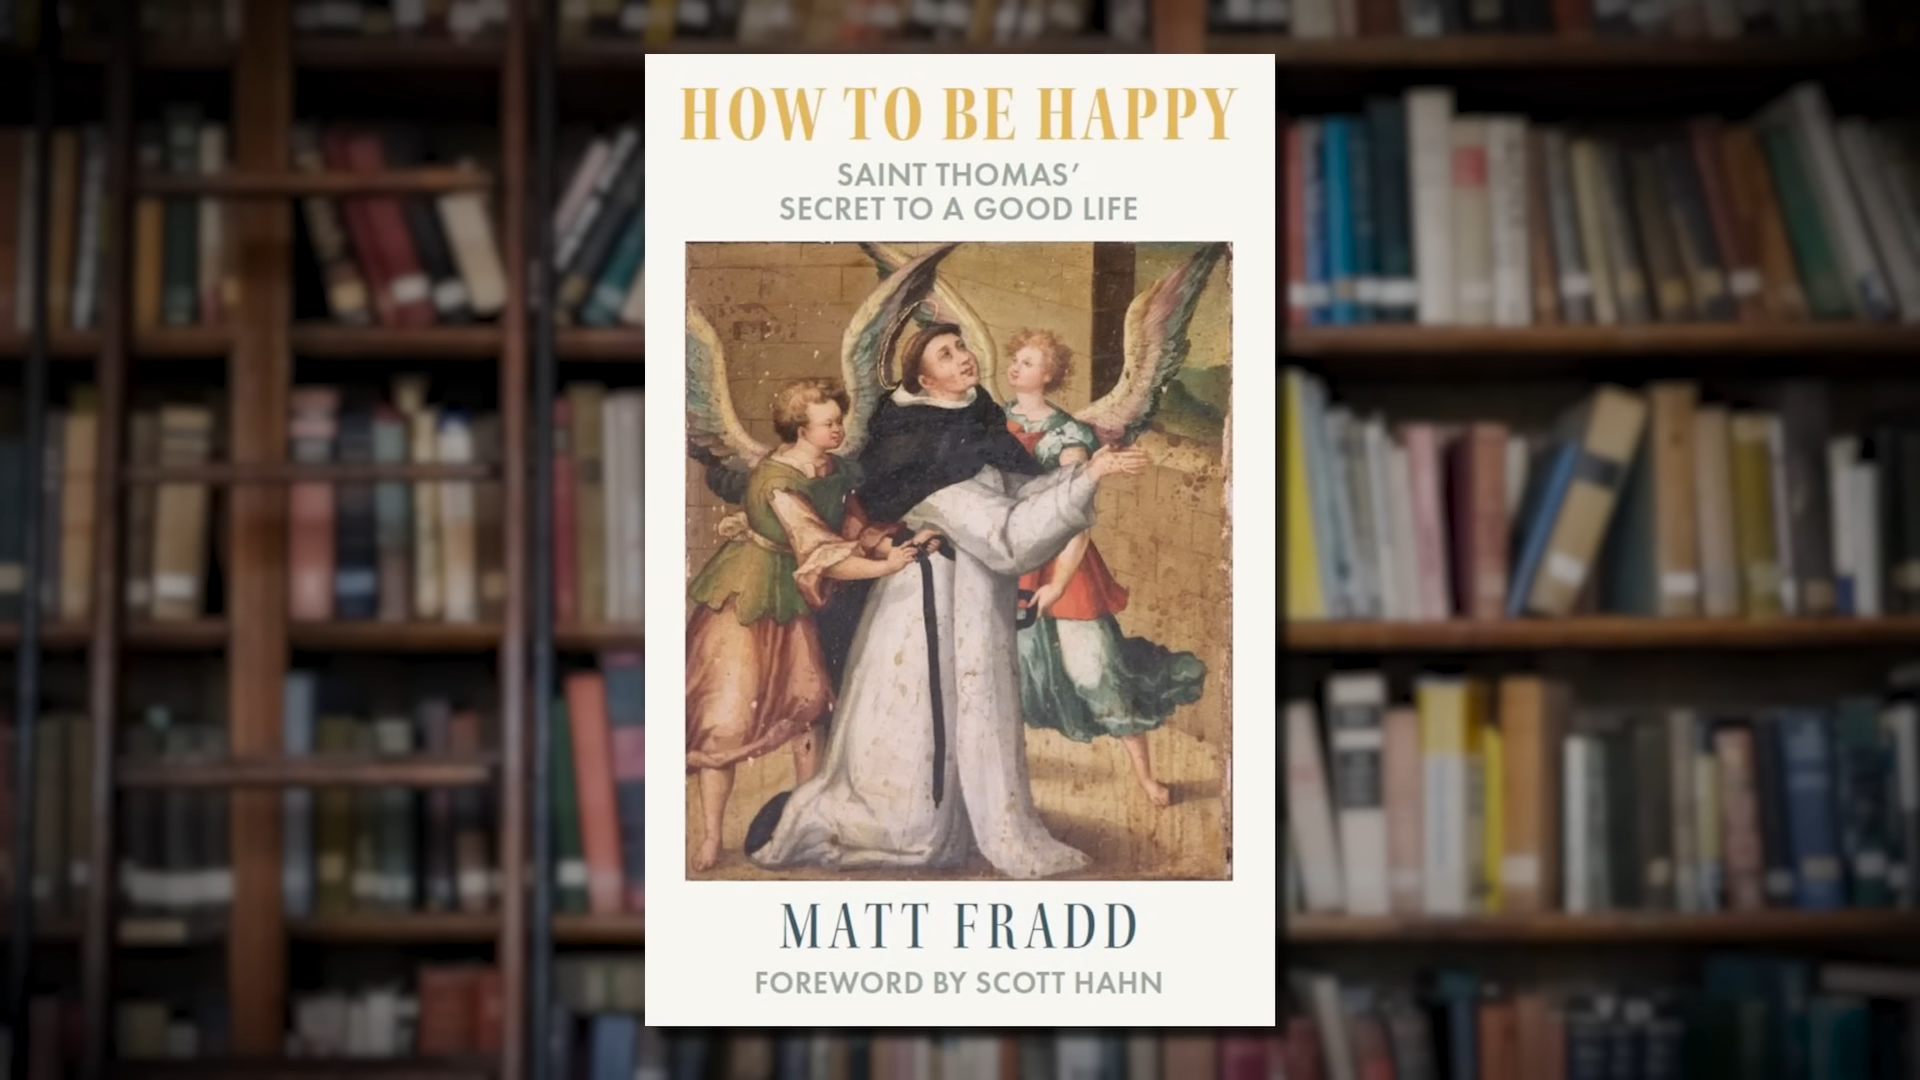 HOW TO BE HAPPY
SAINT THOMAS'
SECRET TO A GOOD LIFE
MATT FRADD
FOREWORD BY SCOTT HAHN